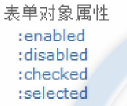 表单对象属性
:enabled
:disabled
:checked
:selected